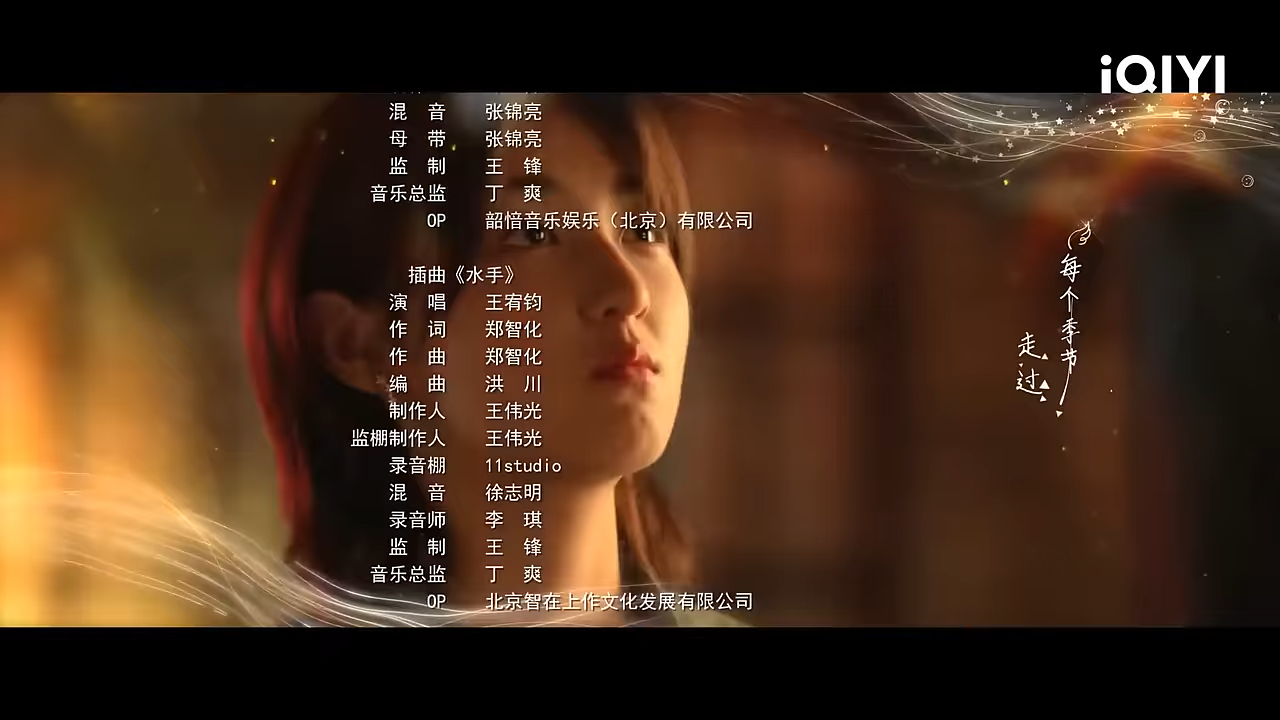 iQIYI
混 音 张锦亮
母 带 张锦亮
监 制 王 锋
音乐总监 丁 爽
OP 韶愔音乐娱乐（北京）有限公司
插曲《水手》
演 唱 王宥钧
作 词 郑智化
作 曲 郑智化
编 曲 洪 川
制作人 王伟光
监棚制作人 王伟光
录音棚 11studio
混 音 徐志明
录音师 李 琪
监 制 王 锋
音乐总监 丁 爽
OP 北京智在上作文化发展有限公司
每个季节
走过